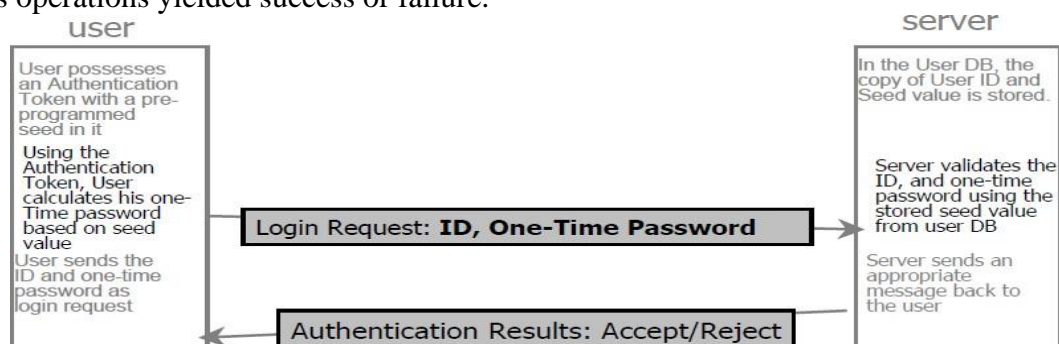 s operations yielded success or failure.
user
server
User possesses
an Authentication
Token with a pre-
programmed
seed in it
Using the
Authentication
Token, User
calculates his one-
Time password
based on seed
value
User sends the
ID and one-time
password as
login request
Login Request: ID, One-Time Password
Authentication Results: Accept/Reject
In the User DB, the
copy of User ID and
Seed value is stored.
Server validates the
ID, and one-time
password using the
stored seed value
from user DB
Server sends an
appropriate
message back to
the user